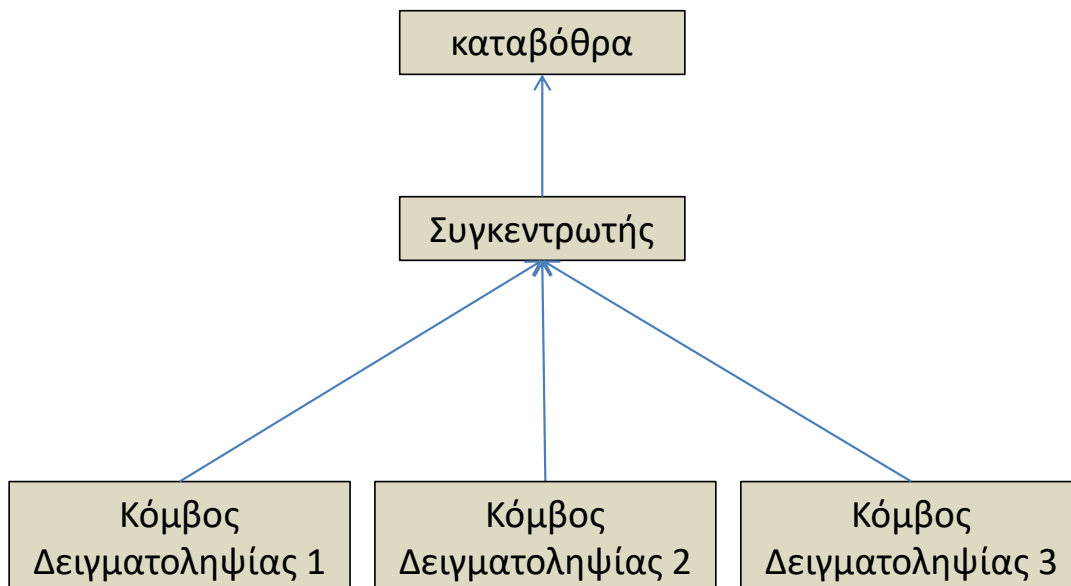 καταβόθρα
Συγκεντρωτής
Κόμβος
Δειγματοληψίας 1
Κόμβος
Δειγματοληψίας 2
Κόμβος
Δειγματοληψίας 3